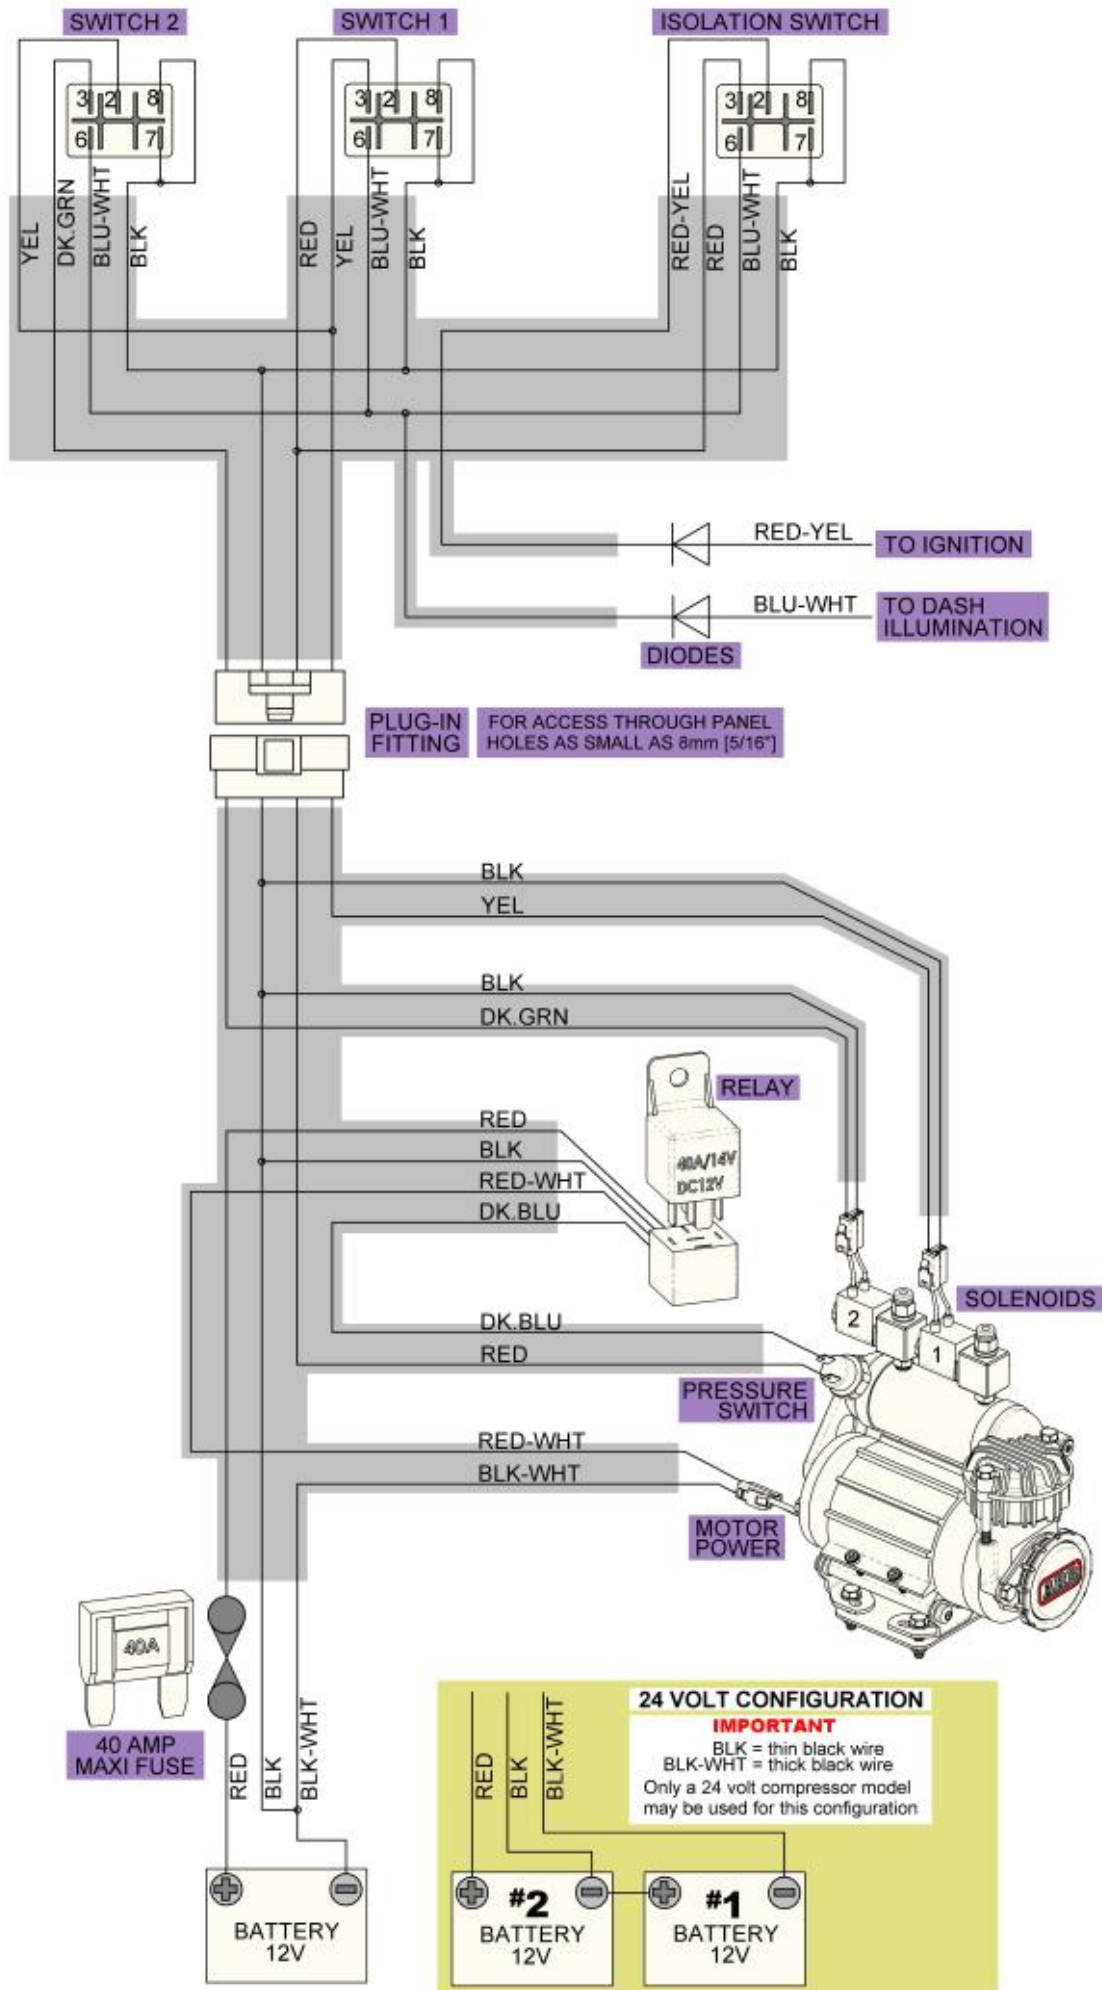 SWITCH 2
SWITCH 1
ISOLATION SWITCH
3 2 8
6 7
3 2 8
6 7
3 2 8
6 7
YEL
DK.GRN
BLU-WHT
BLK
RED
YEL
BLU-WHT
BLK
RED-YEL
RED
BLU-WHT
BLK
RED-YEL
TO IGNITION
BLU-WHT
TO DASH
ILLUMINATION
DIODES
PLUG-IN
FITTING
FOR ACCESS THROUGH PANEL
HOLES AS SMALL AS 8mm [5/16"]
BLK
YEL
BLK
DK.GRN
RELAY
40A/14V
DC12V
RED
BLK
RED-WHT
DK.BLU
SOLENOIDS
2
1
DK.BLU
RED
PRESSURE
SWITCH
RED-WHT
BLK-WHT
MOTOR
POWER
ARB
40A
40 AMP
MAXI FUSE
RED
BLK
BLK-WHT
BATTERY
12V
24 VOLT CONFIGURATION
IMPORTANT
BLK = thin black wire
BLK-WHT = thick black wire
Only a 24 volt compressor model
may be used for this configuration
RED
BLK
BLK-WHT
#2
BATTERY
12V
#1
BATTERY
12V